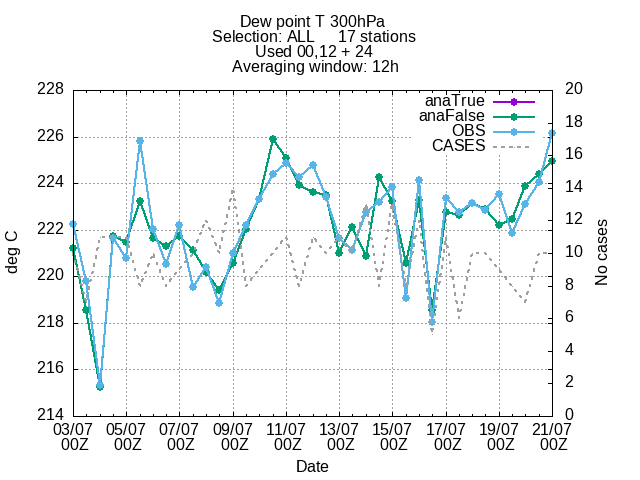 Dew point T 300hPa
Selection: ALL 17 stations
Used 00,12 + 24
Averaging window: 12h
228
226
224
222
220
218
216
214
deg C
20
18
16
14
12
10
8
6
4
2
0
No cases
anaTrue
anaFalse
OBS
CASES
03/07 05/07 07/07 09/07 11/07 13/07 15/07 17/07 19/07 21/07
00Z 00Z 00Z 00Z 00Z 00Z 00Z 00Z 00Z 00Z
Date